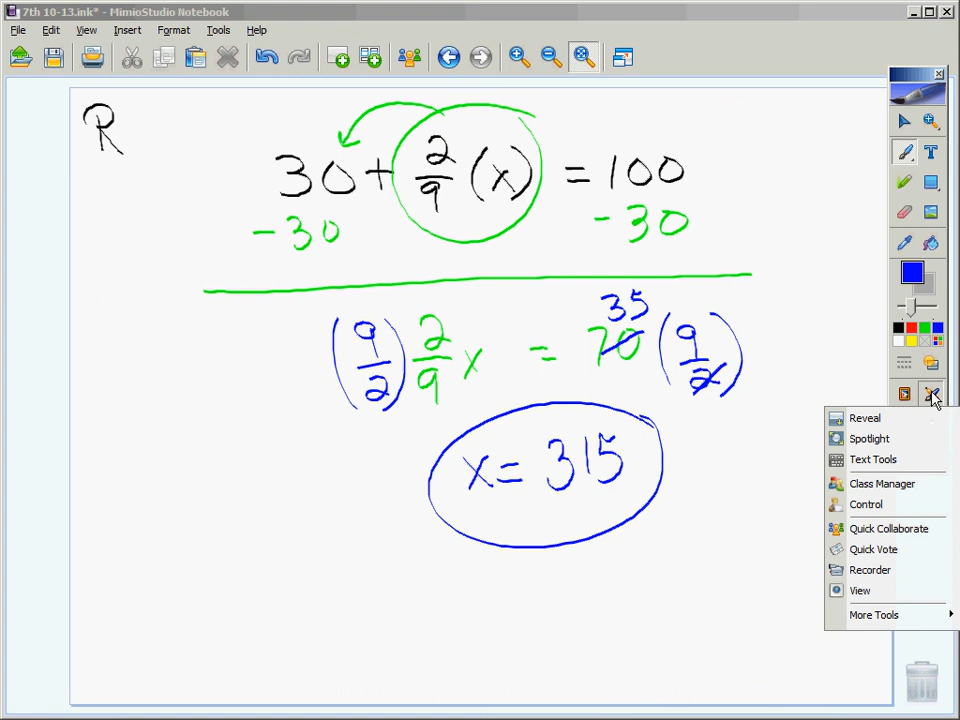 7th 10-13.ink* - MimioStudio Notebook
File Edit View Insert Format Tools Help
R
30 + 2/9 (x) = 100
-30 -30
35
(9/2) 2/9 x = 70 (9/2)
x = 315
T
Reveal
Spotlight
Text Tools
Class Manager
Control
Quick Collaborate
Quick Vote
Recorder
View
More Tools